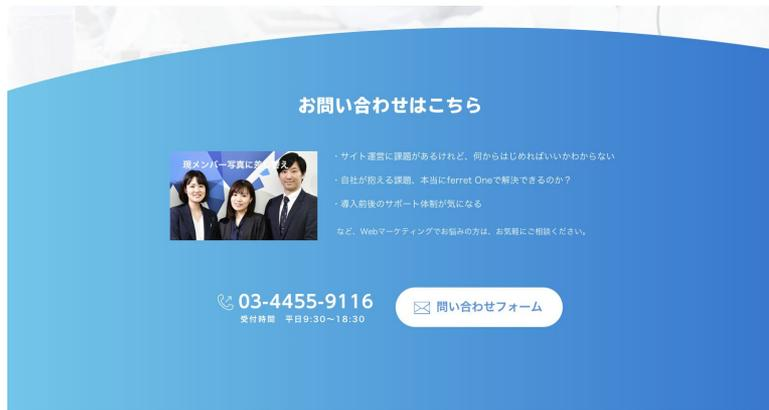 お問い合わせはこちら
現メンバー写真に差し替え
・サイト運営に課題があるけれど、何からはじめればいいかわからない
・自社が抱える課題、本当にferret Oneで解決できるのか？
・導入前後のサポート体制が気になる
など、Webマーケティングでお悩みの方は、お気軽にご相談ください。
03-4455-9116
受付時間　平日9:30〜18:30
問い合わせフォーム